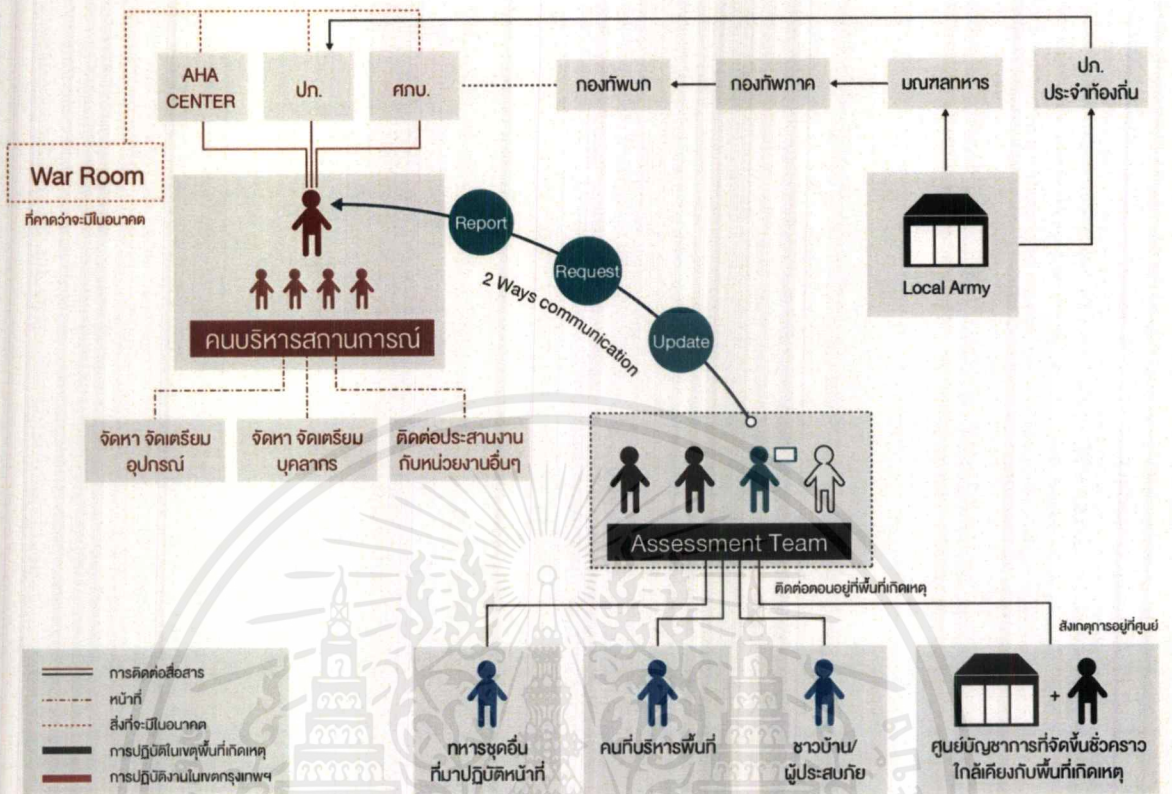 AHA
CENTER
ปภ.
ศภบ.
กองทัพบก
กองทัพภาค
มณฑลทหาร
ปภ.
ประจำท้องถิ่น
War Room
ที่คาดว่าจะมีในอนาคต
Report
Request
Update
2 Ways communication
Local Army
คนบริหารสถานการณ์
จัดหา จัดเตรียม
อุปกรณ์
จัดหา จัดเตรียม
บุคลากร
ติดต่อประสานงาน
กับหน่วยงานอื่นๆ
Assessment Team
ติดต่อตอนอยู่ที่พื้นที่เกิดเหตุ
สังเกตุการอยู่ที่ศูนย์
การติดต่อสื่อสาร
หน้าที่
สิ่งที่จะมีในอนาคต
การปฏิบัติในเขตุพื้นที่เกิดเหตุ
การปฏิบัติงานในเขตกรุงเทพฯ
ทหารชุดอื่น
ที่มาปฏิบัติหน้าที่
คนที่บริหารพื้นที่
ชาวบ้าน/
ผู้ประสบภัย
+
ศูนย์บัญชาการที่จัดขึ้นชั่วคราว
ใกล้เคียงกับพื้นที่เกิดเหตุ